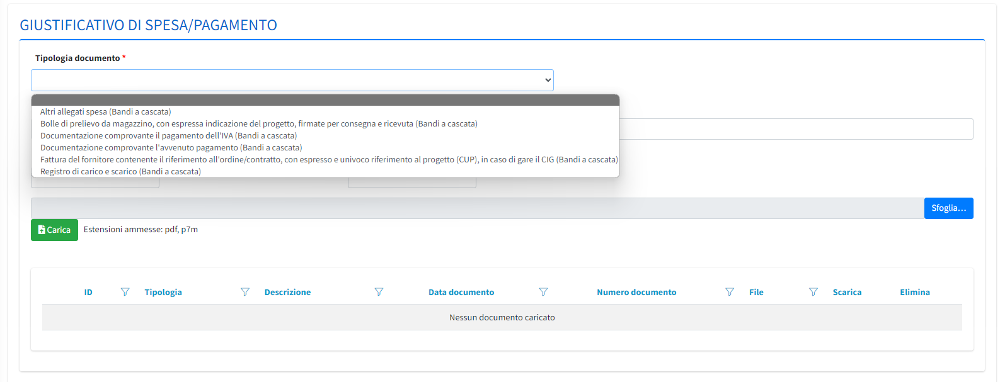 GIUSTIFICATIVO DI SPESA/PAGAMENTO
Tipologia documento *
Altri allegati spesa (Bandi a cascata)
Bolle di prelievo da magazzino, con espressa indicazione del progetto, firmate per consegna e ricevuta (Bandi a cascata)
Documentazione comprovante il pagamento dell'IVA (Bandi a cascata)
Documentazione comprovante l'avvenuto pagamento (Bandi a cascata)
Fattura del fornitore contenente il riferimento all'ordine/contratto, con espresso e univoco riferimento al progetto (CUP), in caso di gare il CIG (Bandi a cascata)
Registro di carico e scarico (Bandi a cascata)
Sfoglia...
Carica Estensioni ammesse: pdf, p7m
ID Tipologia Descrizione Data documento Numero documento File Scarica Elimina
Nessun documento caricato